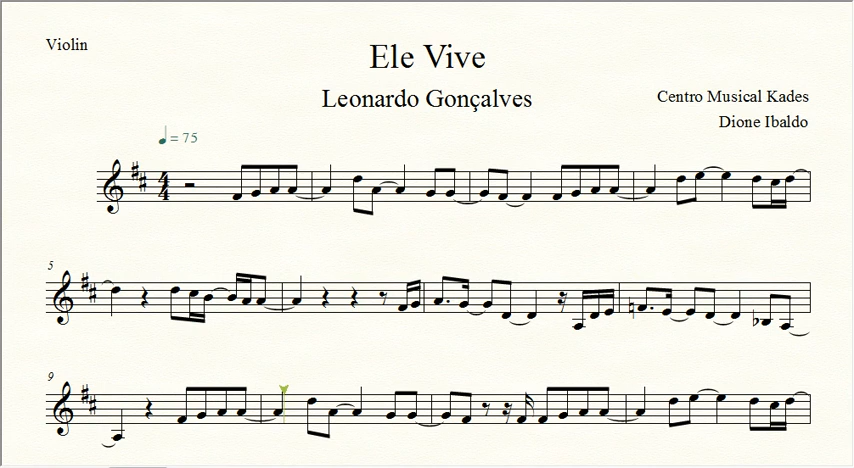 Violin
Ele Vive
Leonardo Gonçalves
Centro Musical Kades
Dione Ibaldo
= 75
4
4
5
9